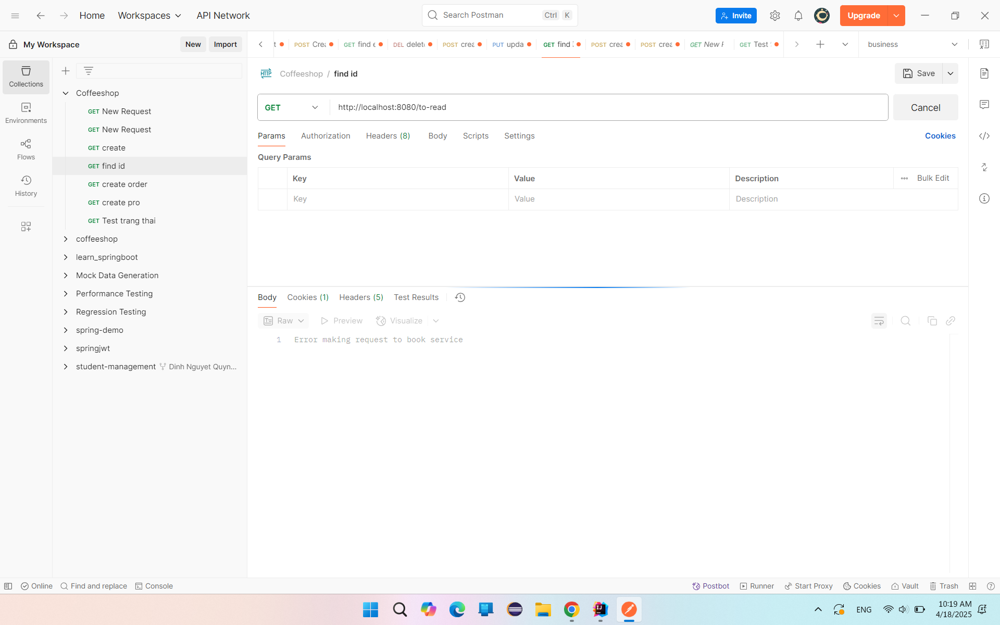 Home
Workspaces
API Network
Search Postman
Ctrl K
Invite
Upgrade
My Workspace
New
Import
t
POST Crea
GET find e
DEL delet
POST crea
PUT upda
GET find
POST crea
POST crea
GET New
GET Test
business
Collections
Environments
Flows
History
Coffeeshop
GET New Request
GET New Request
GET create
GET find id
GET create order
GET create pro
GET Test trang thai
coffeeshop
learn_springboot
Mock Data Generation
Performance Testing
Regression Testing
spring-demo
springjwt
student-management Dinh Nguyet Quyn...
HTTP Coffeeshop / find id
Save
GET
http://localhost:8080/to-read
Cancel
Params
Authorization
Headers (8)
Body
Scripts
Settings
Cookies
Query Params
Key Value Description Bulk Edit
Key Value Description
Body
Cookies (1)
Headers (5)
Test Results
Raw
Preview
Visualize
1 Error making request to book service
Online
Find and replace
Console
Postbot
Runner
Start Proxy
Cookies
Vault
Trash
ENG
10:19 AM
4/18/2025